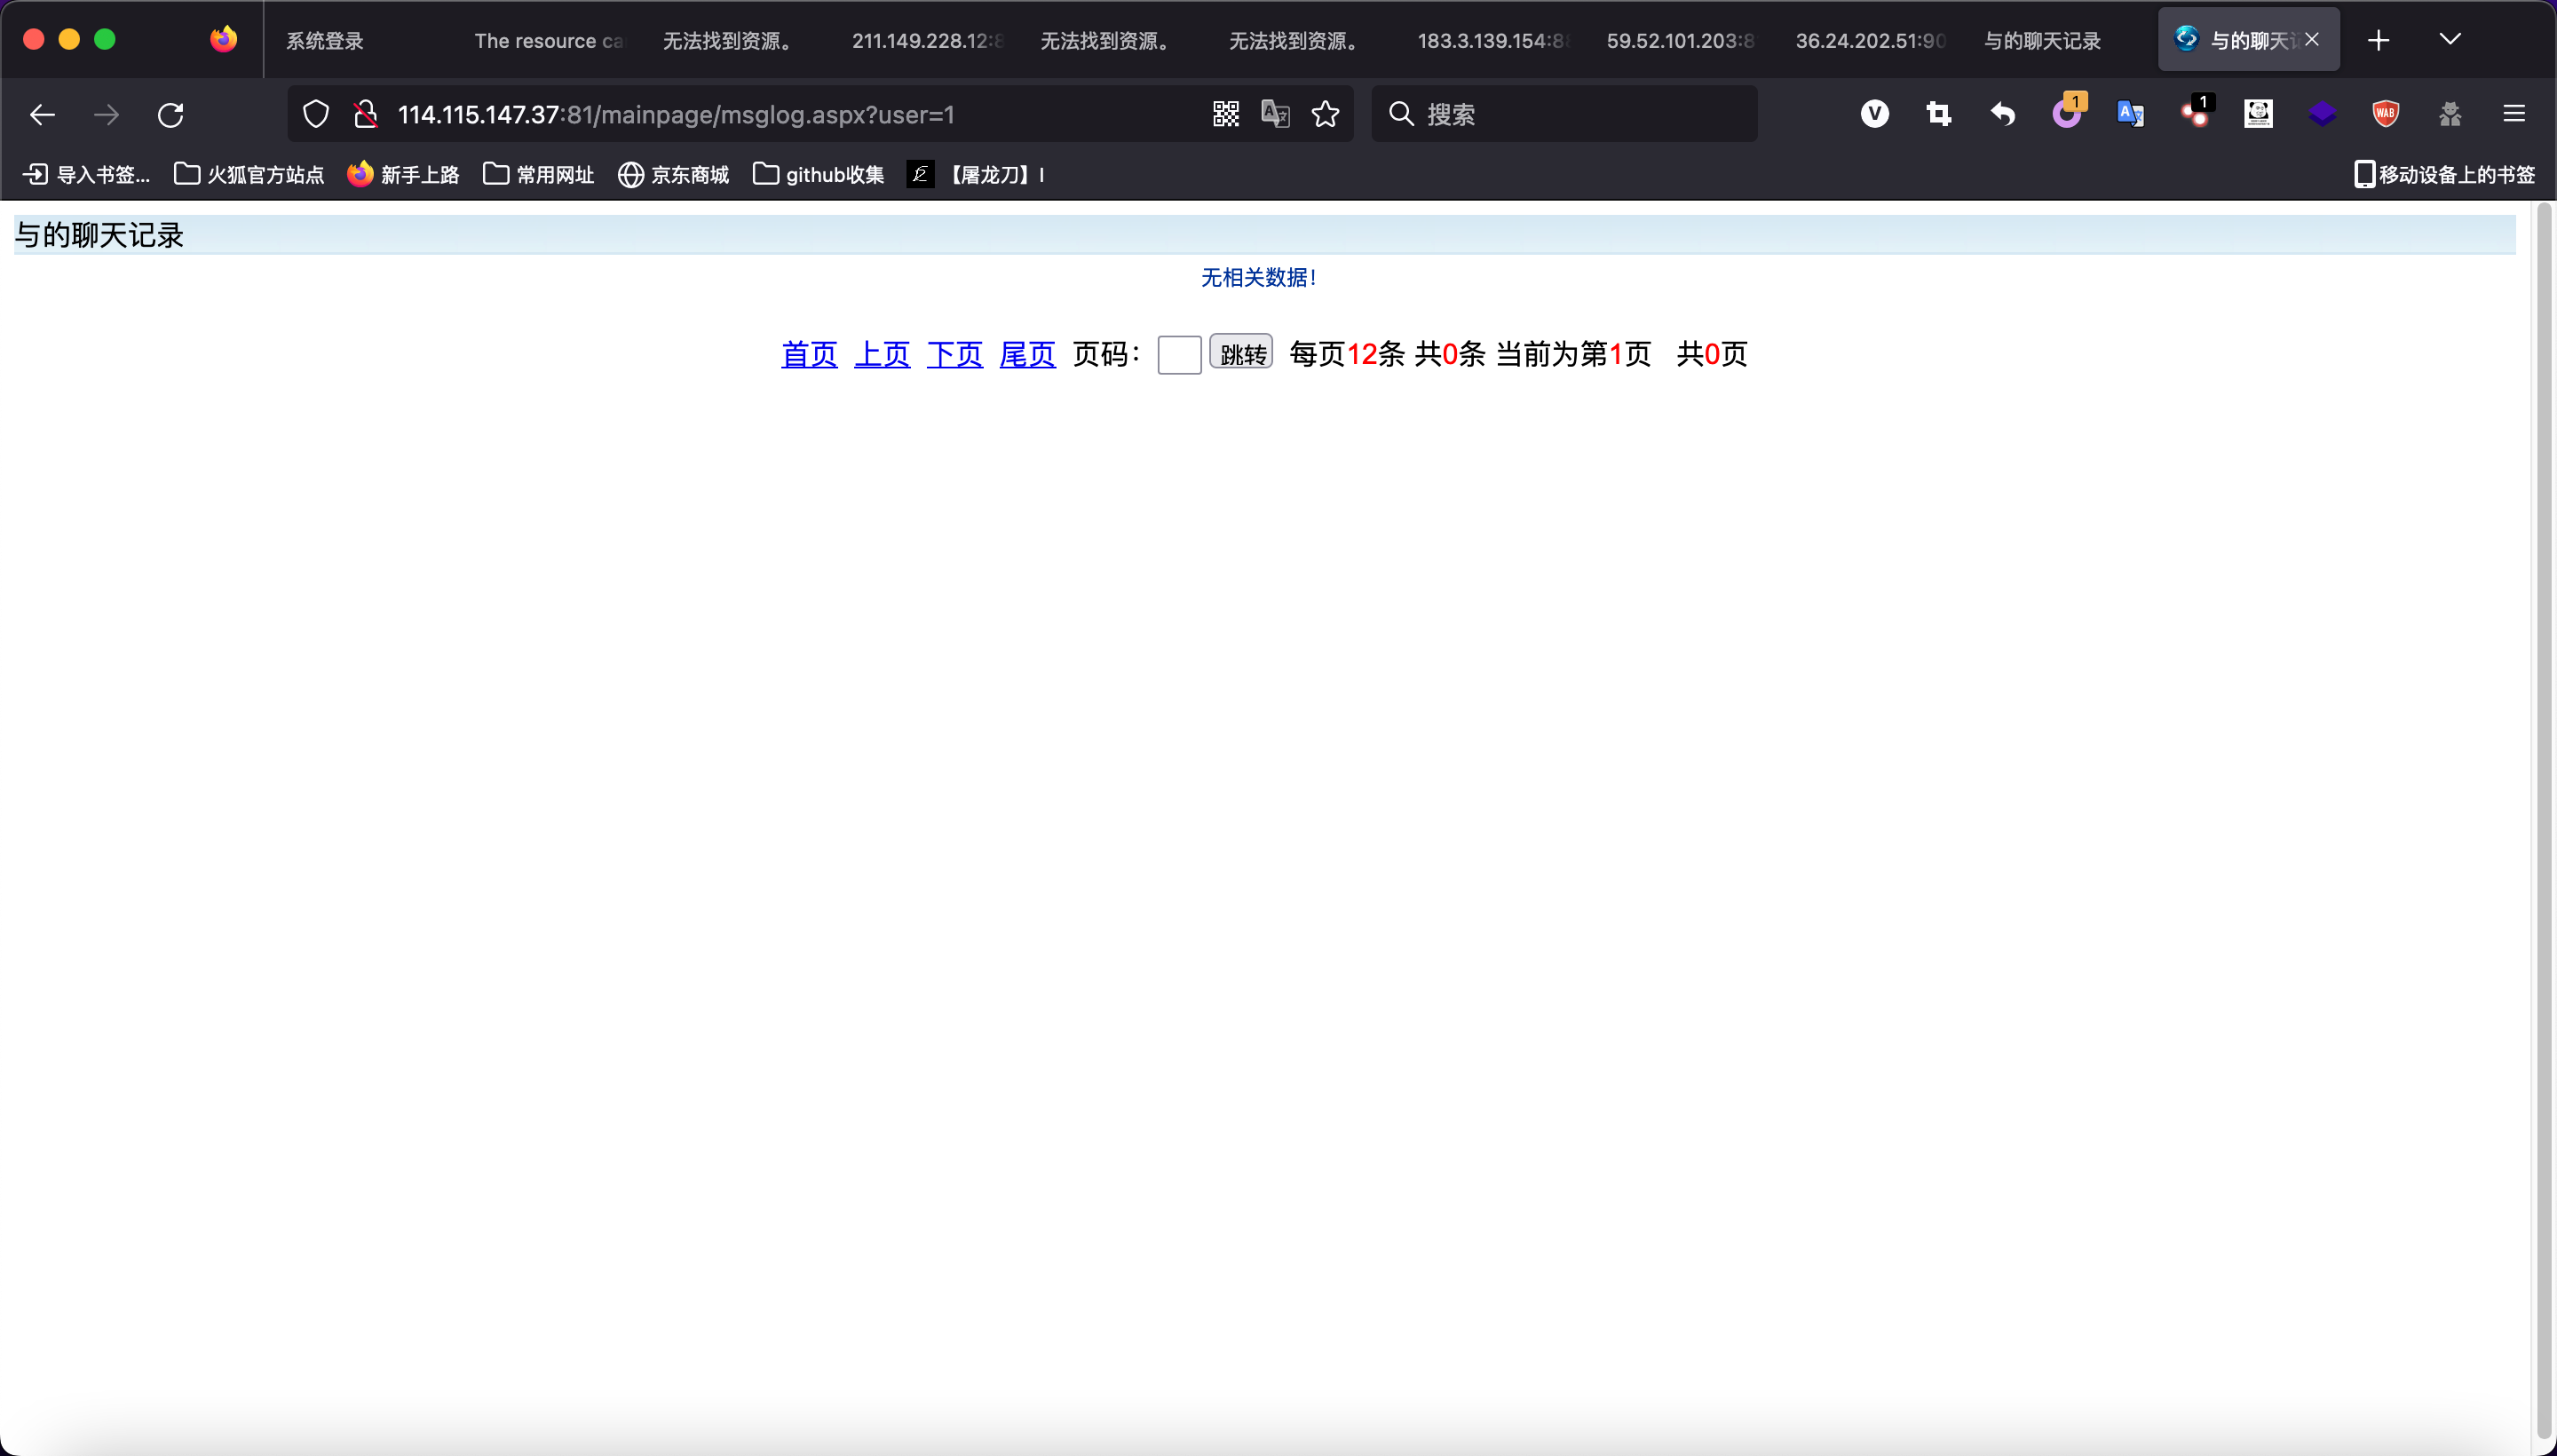 系统登录
The resource ca
无法找到资源。
211.149.228.12:8
无法找到资源。
无法找到资源。
183.3.139.154:88
59.52.101.203:8
36.24.202.51:90
与的聊天记录
与的聊天记
114.115.147.37:81/mainpage/msglog.aspx?user=1
搜索
V
1
1
WAB
导入书签...
火狐官方站点
新手上路
常用网址
京东商城
github收集
【屠龙刀】I
移动设备上的书签
与的聊天记录
无相关数据!
首页 上页 下页 尾页 页码: 跳转 每页12条 共0条 当前为第1页 共0页